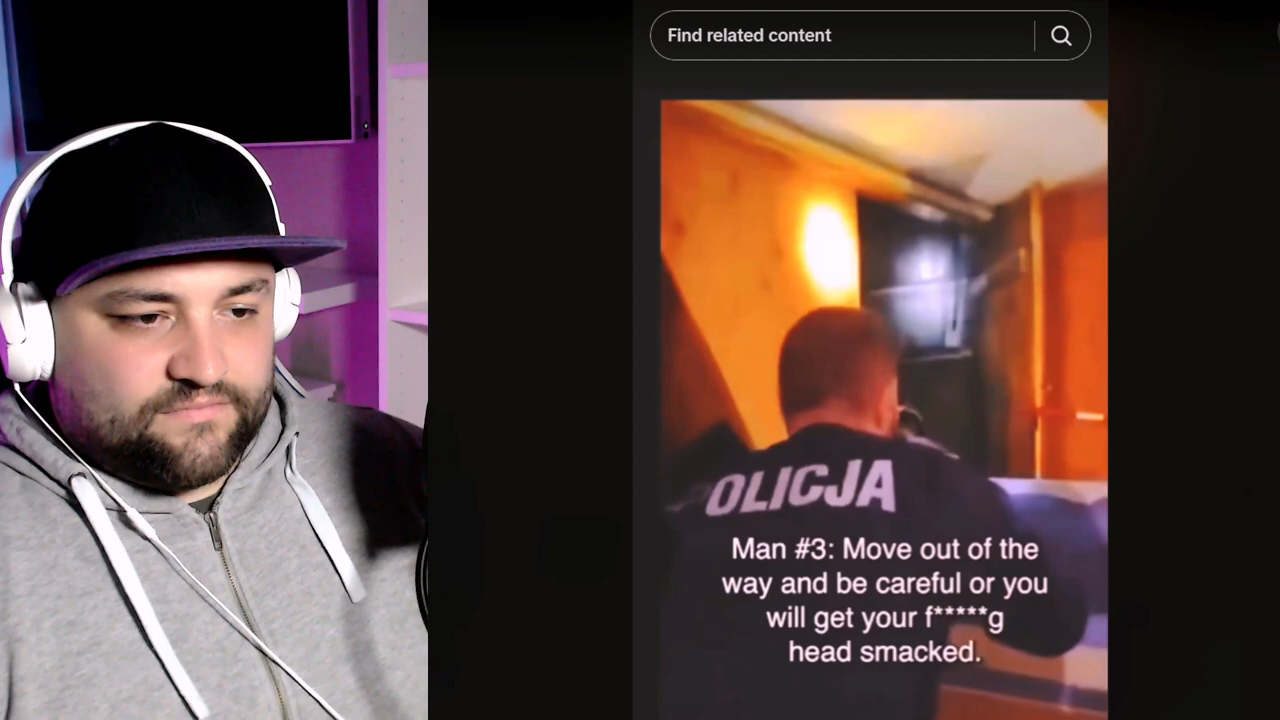 Find related content
OLICJA
Man #3: Move out of the
way and be careful or you
will get your f*****g
head smacked.